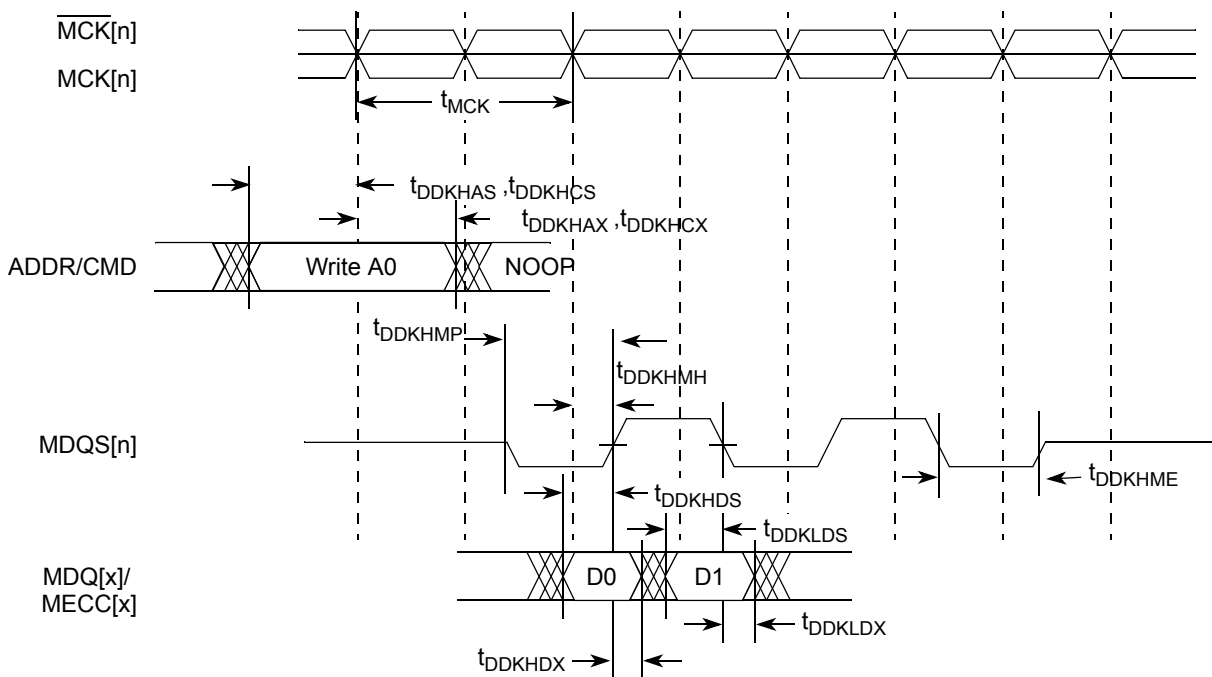 MCK[n]
MCK[n]
tMCK
tDDKHAS ,tDDKHCS
tDDKHAX ,tDDKHCX
ADDR/CMD
Write A0
NOOP
tDDKHMP
tDDKHMH
MDQS[n]
tDDKHME
tDDKHDS
tDDKLDS
MDQ[x]/
MECC[x]
D0
D1
tDDKLDX
tDDKHDX